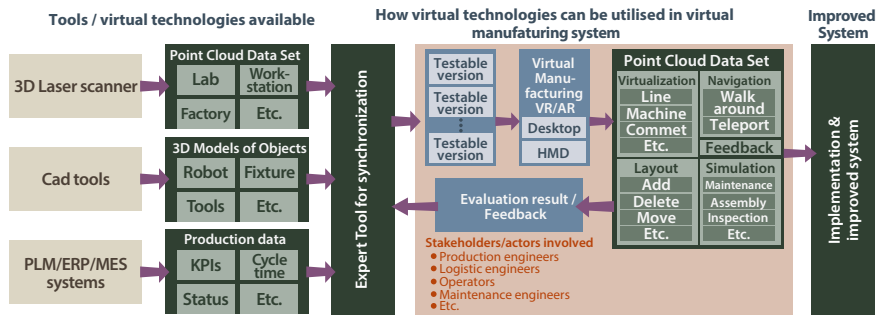 Tools / virtual technologies available
How virtual technologies can be utilised in virtual
manufaturing system
Improved
System
3D Laser scanner
Cad tools
PLM/ERP/MES
systems
Point Cloud Data Set
Lab
Work-
station
Factory
Etc.
3D Models of Objects
Robot
Fixture
Tools
Etc.
Production data
KPIs
Cycle
time
Status
Etc.
Expert Tool for synchronization
Testable
version
Testable
version
Testable
version
Virtual
Manu-
facturing
VR/AR
Desktop
HMD
Evaluation result /
Feedback
Stakeholders/actors involved
• Production engineers
• Logistic engineers
• Operators
• Maintenance engineers
• Etc.
Point Cloud Data Set
Virtualization
Line
Machine
Commet
Etc.
Navigation
Walk
around
Teleport
Feedback
Layout
Add
Delete
Move
Etc.
Simulation
Maintenance
Assembly
Inspection
Etc.
Implementation &
improved system